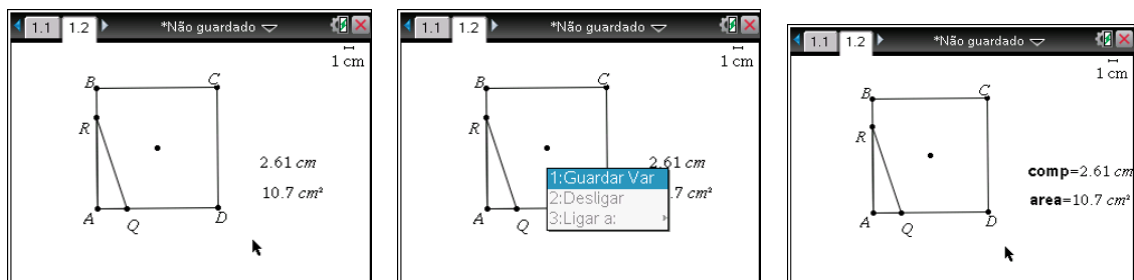 1.1 1.2 *Não guardado
1 cm
B C
R
2.61 cm
10.7 cm²
A Q D
1.1 1.2 *Não guardado
1 cm
B C
R
2.61 cm
1:Guardar Var
.7 cm²
2:Desligar
3:Ligar a:
A Q
1.1 1.2 *Não guardado
1 cm
B C
R
comp=2.61 cm
area=10.7 cm²
A Q D